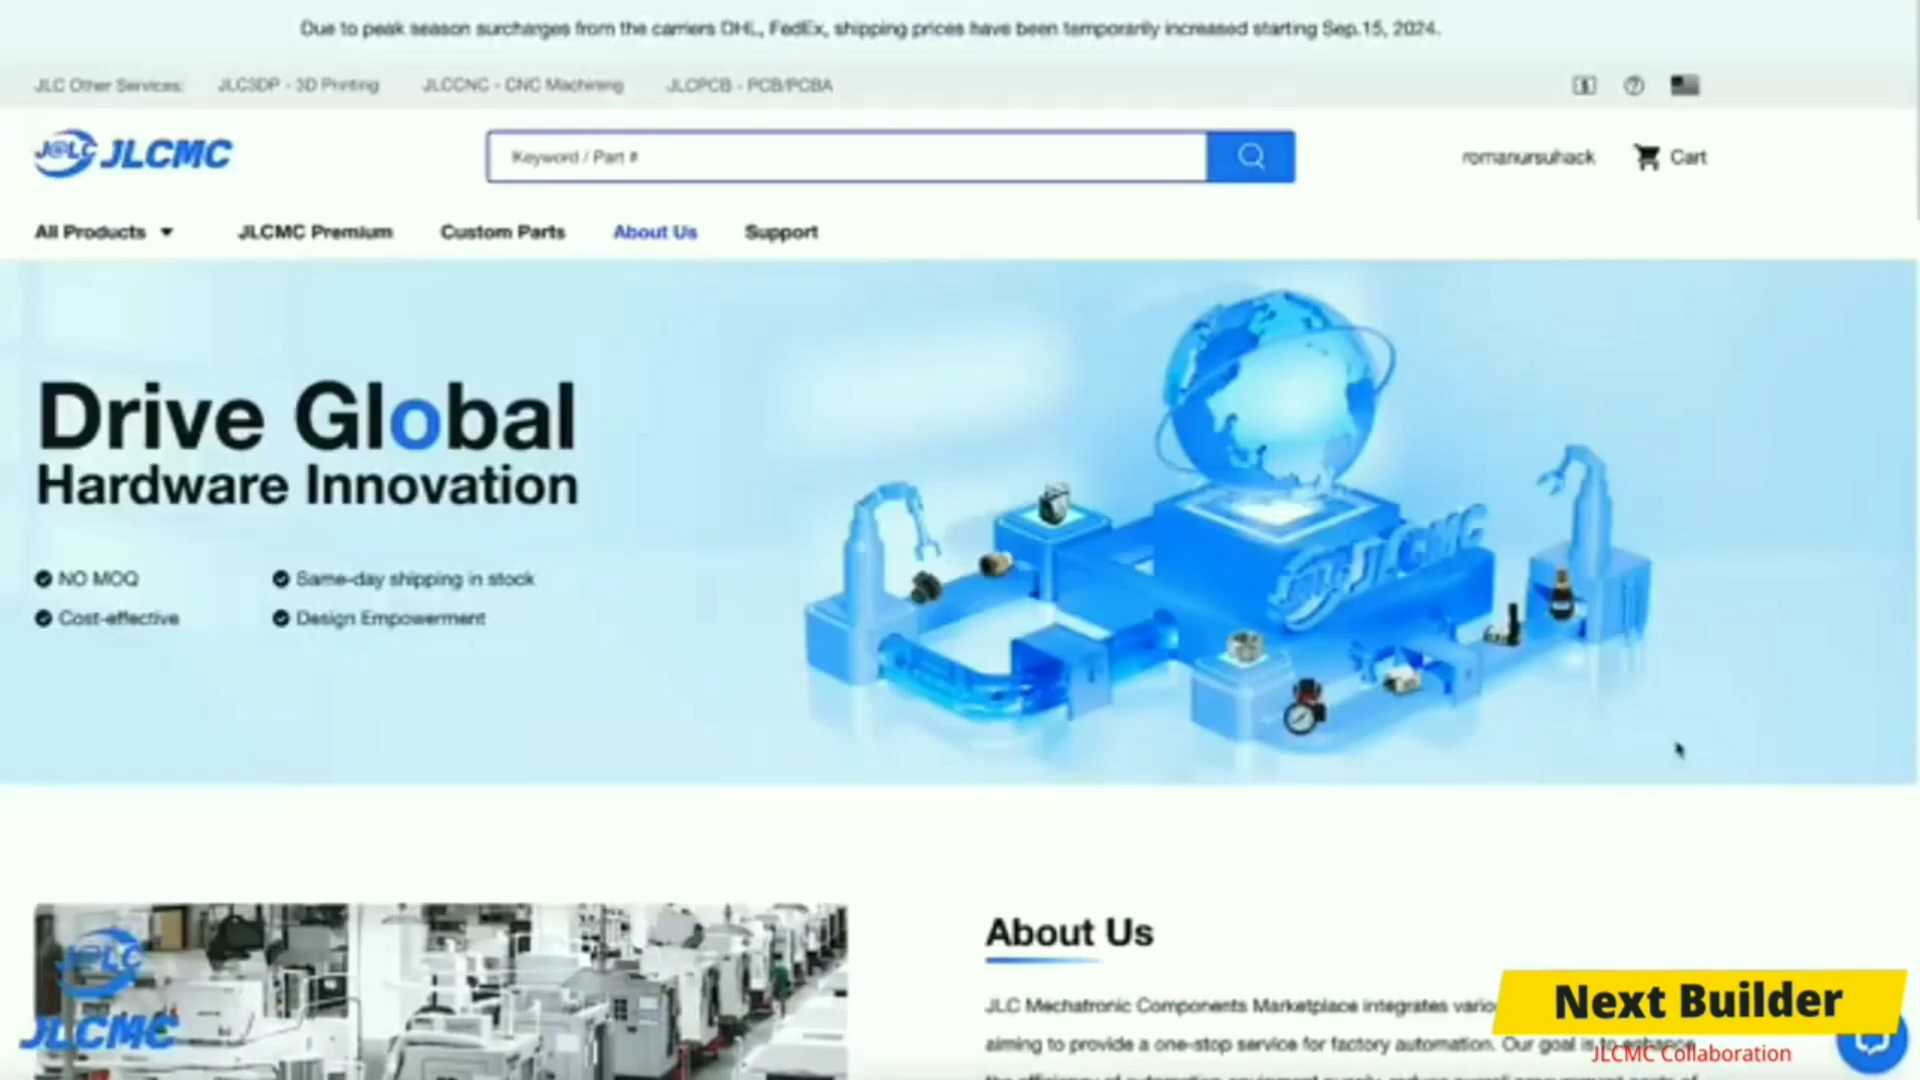 Due to peak season surcharges from the carriers DHL, FedEx, shipping prices have been temporarily increased starting Sep.15, 2024.
JLC Other Services: JLC3DP - 3D Printing JLCCNC - CNC Machining JLCPCB - PCB/PCBA
JLCMC Keyword / Part # romanursuhack Cart
All Products JLCMC Premium Custom Parts About Us Support
Drive Global
Hardware Innovation
NO MOQ Same-day shipping in stock
Cost-effective Design Empowerment
JLCMC
About Us
JLC Mechatronic Components Marketplace integrates
aiming to provide a one-stop service for factory automation. Our goal is to enhance
JLCMC
Next Builder
JLCMC Collaboration